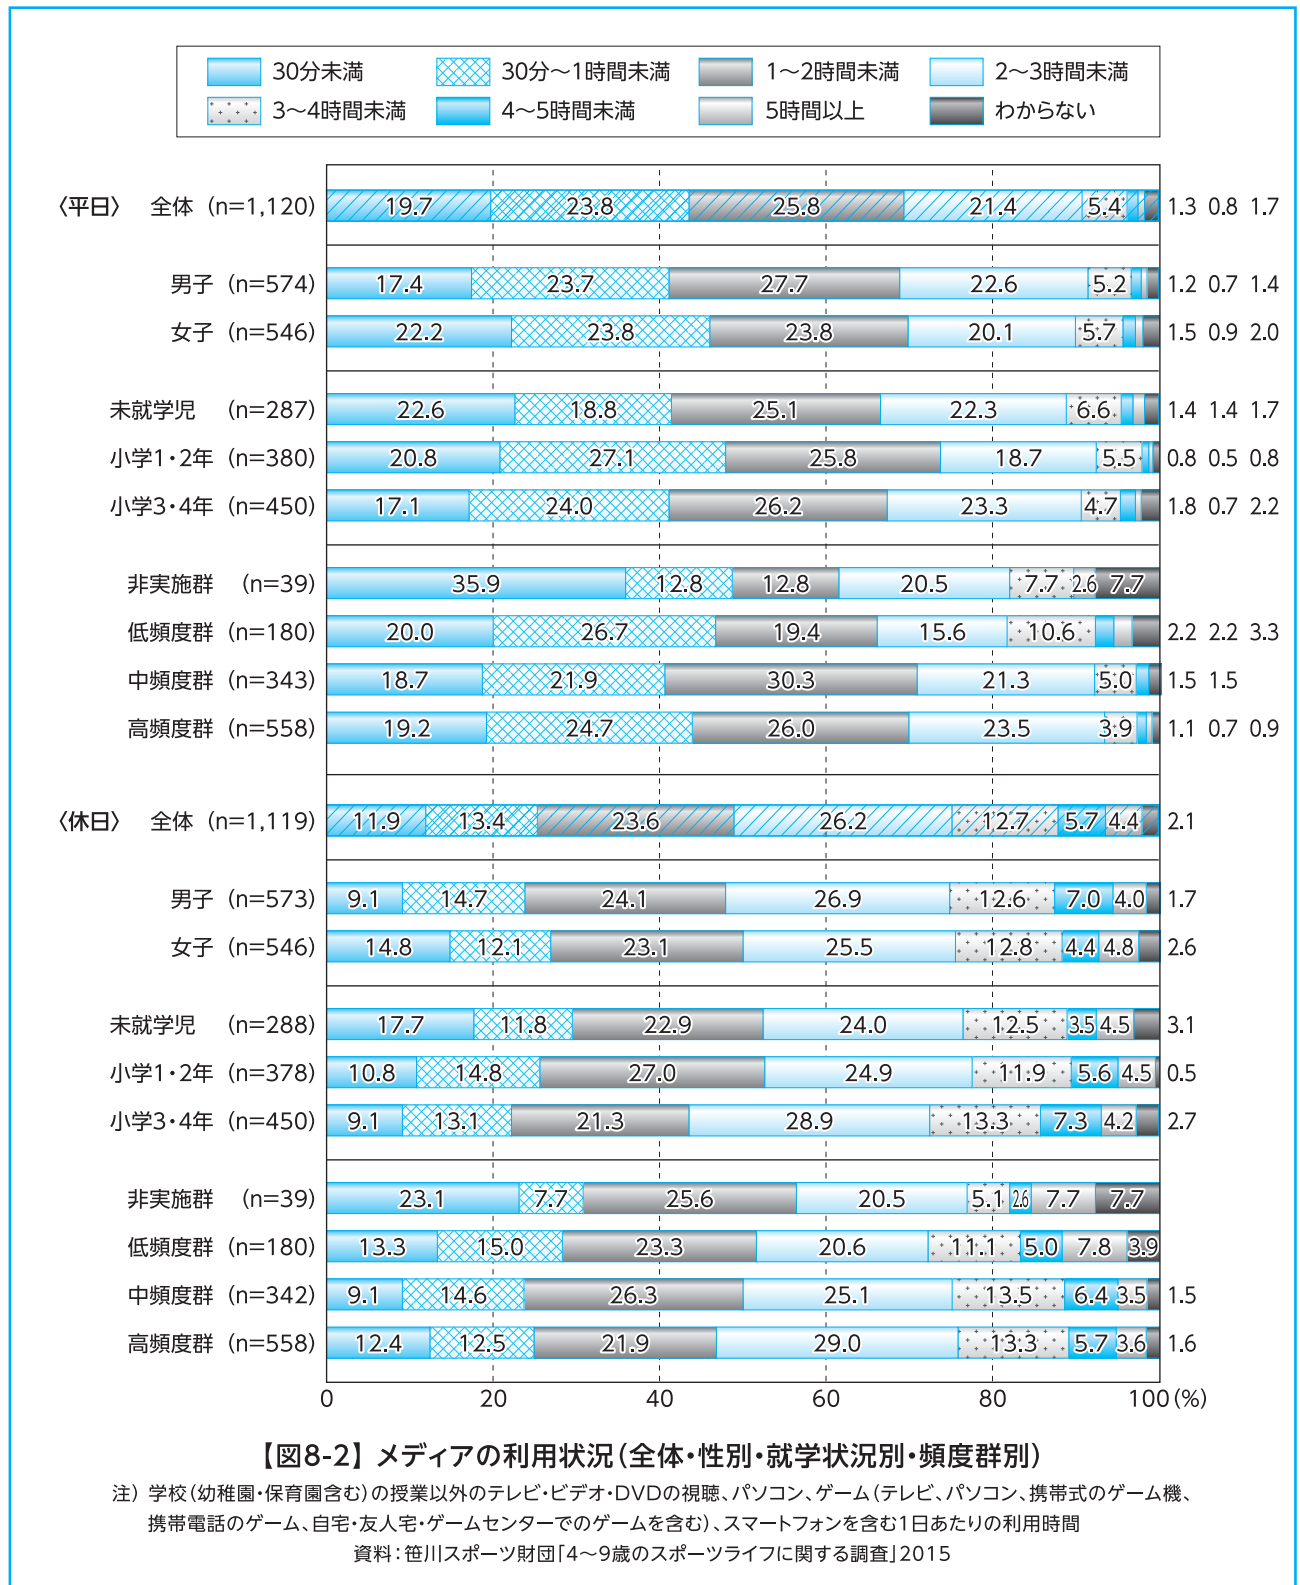 30分未満 30分～1時間未満 1～2時間未満 2～3時間未満
3～4時間未満 4～5時間未満 5時間以上 わからない
〈平日〉 全体 (n=1,120) 19.7 23.8 25.8 21.4 5.4 1.3 0.8 1.7
男子 (n=574) 17.4 23.7 27.7 22.6 5.2 1.2 0.7 1.4
女子 (n=546) 22.2 23.8 23.8 20.1 5.7 1.5 0.9 2.0
未就学児 (n=287) 22.6 18.8 25.1 22.3 6.6 1.4 1.4 1.7
小学1・2年 (n=380) 20.8 27.1 25.8 18.7 5.5 0.8 0.5 0.8
小学3・4年 (n=450) 17.1 24.0 26.2 23.3 4.7 1.8 0.7 2.2
非実施群 (n=39) 35.9 12.8 12.8 20.5 7.7 2.6 7.7
低頻度群 (n=180) 20.0 26.7 19.4 15.6 10.6 2.2 2.2 3.3
中頻度群 (n=343) 18.7 21.9 30.3 21.3 5.0 1.5 1.5
高頻度群 (n=558) 19.2 24.7 26.0 23.5 3.9 1.1 0.7 0.9
〈休日〉 全体 (n=1,119) 11.9 13.4 23.6 26.2 12.7 5.7 4.4 2.1
男子 (n=573) 9.1 14.7 24.1 26.9 12.6 7.0 4.0 1.7
女子 (n=546) 14.8 12.1 23.1 25.5 12.8 4.4 4.8 2.6
未就学児 (n=288) 17.7 11.8 22.9 24.0 12.5 3.5 4.5 3.1
小学1・2年 (n=378) 10.8 14.8 27.0 24.9 11.9 5.6 4.5 0.5
小学3・4年 (n=450) 9.1 13.1 21.3 28.9 13.3 7.3 4.2 2.7
非実施群 (n=39) 23.1 7.7 25.6 20.5 5.1 2.6 7.7 7.7
低頻度群 (n=180) 13.3 15.0 23.3 20.6 11.1 5.0 7.8 3.9
中頻度群 (n=342) 9.1 14.6 26.3 25.1 13.5 6.4 3.5 1.5
高頻度群 (n=558) 12.4 12.5 21.9 29.0 13.3 5.7 3.6 1.6
0 20 40 60 80 100(%)
【図8-2】メディアの利用状況（全体・性別・就学状況別・頻度群別）
注）学校（幼稚園・保育園含む）の授業以外のテレビ・ビデオ・DVDの視聴、パソコン、ゲーム（テレビ、パソコン、携帯式のゲーム機、
携帯電話のゲーム、自宅・友人宅・ゲームセンターでのゲームを含む）、スマートフォンを含む1日あたりの利用時間
資料：笹川スポーツ財団「4～9歳のスポーツライフに関する調査」2015